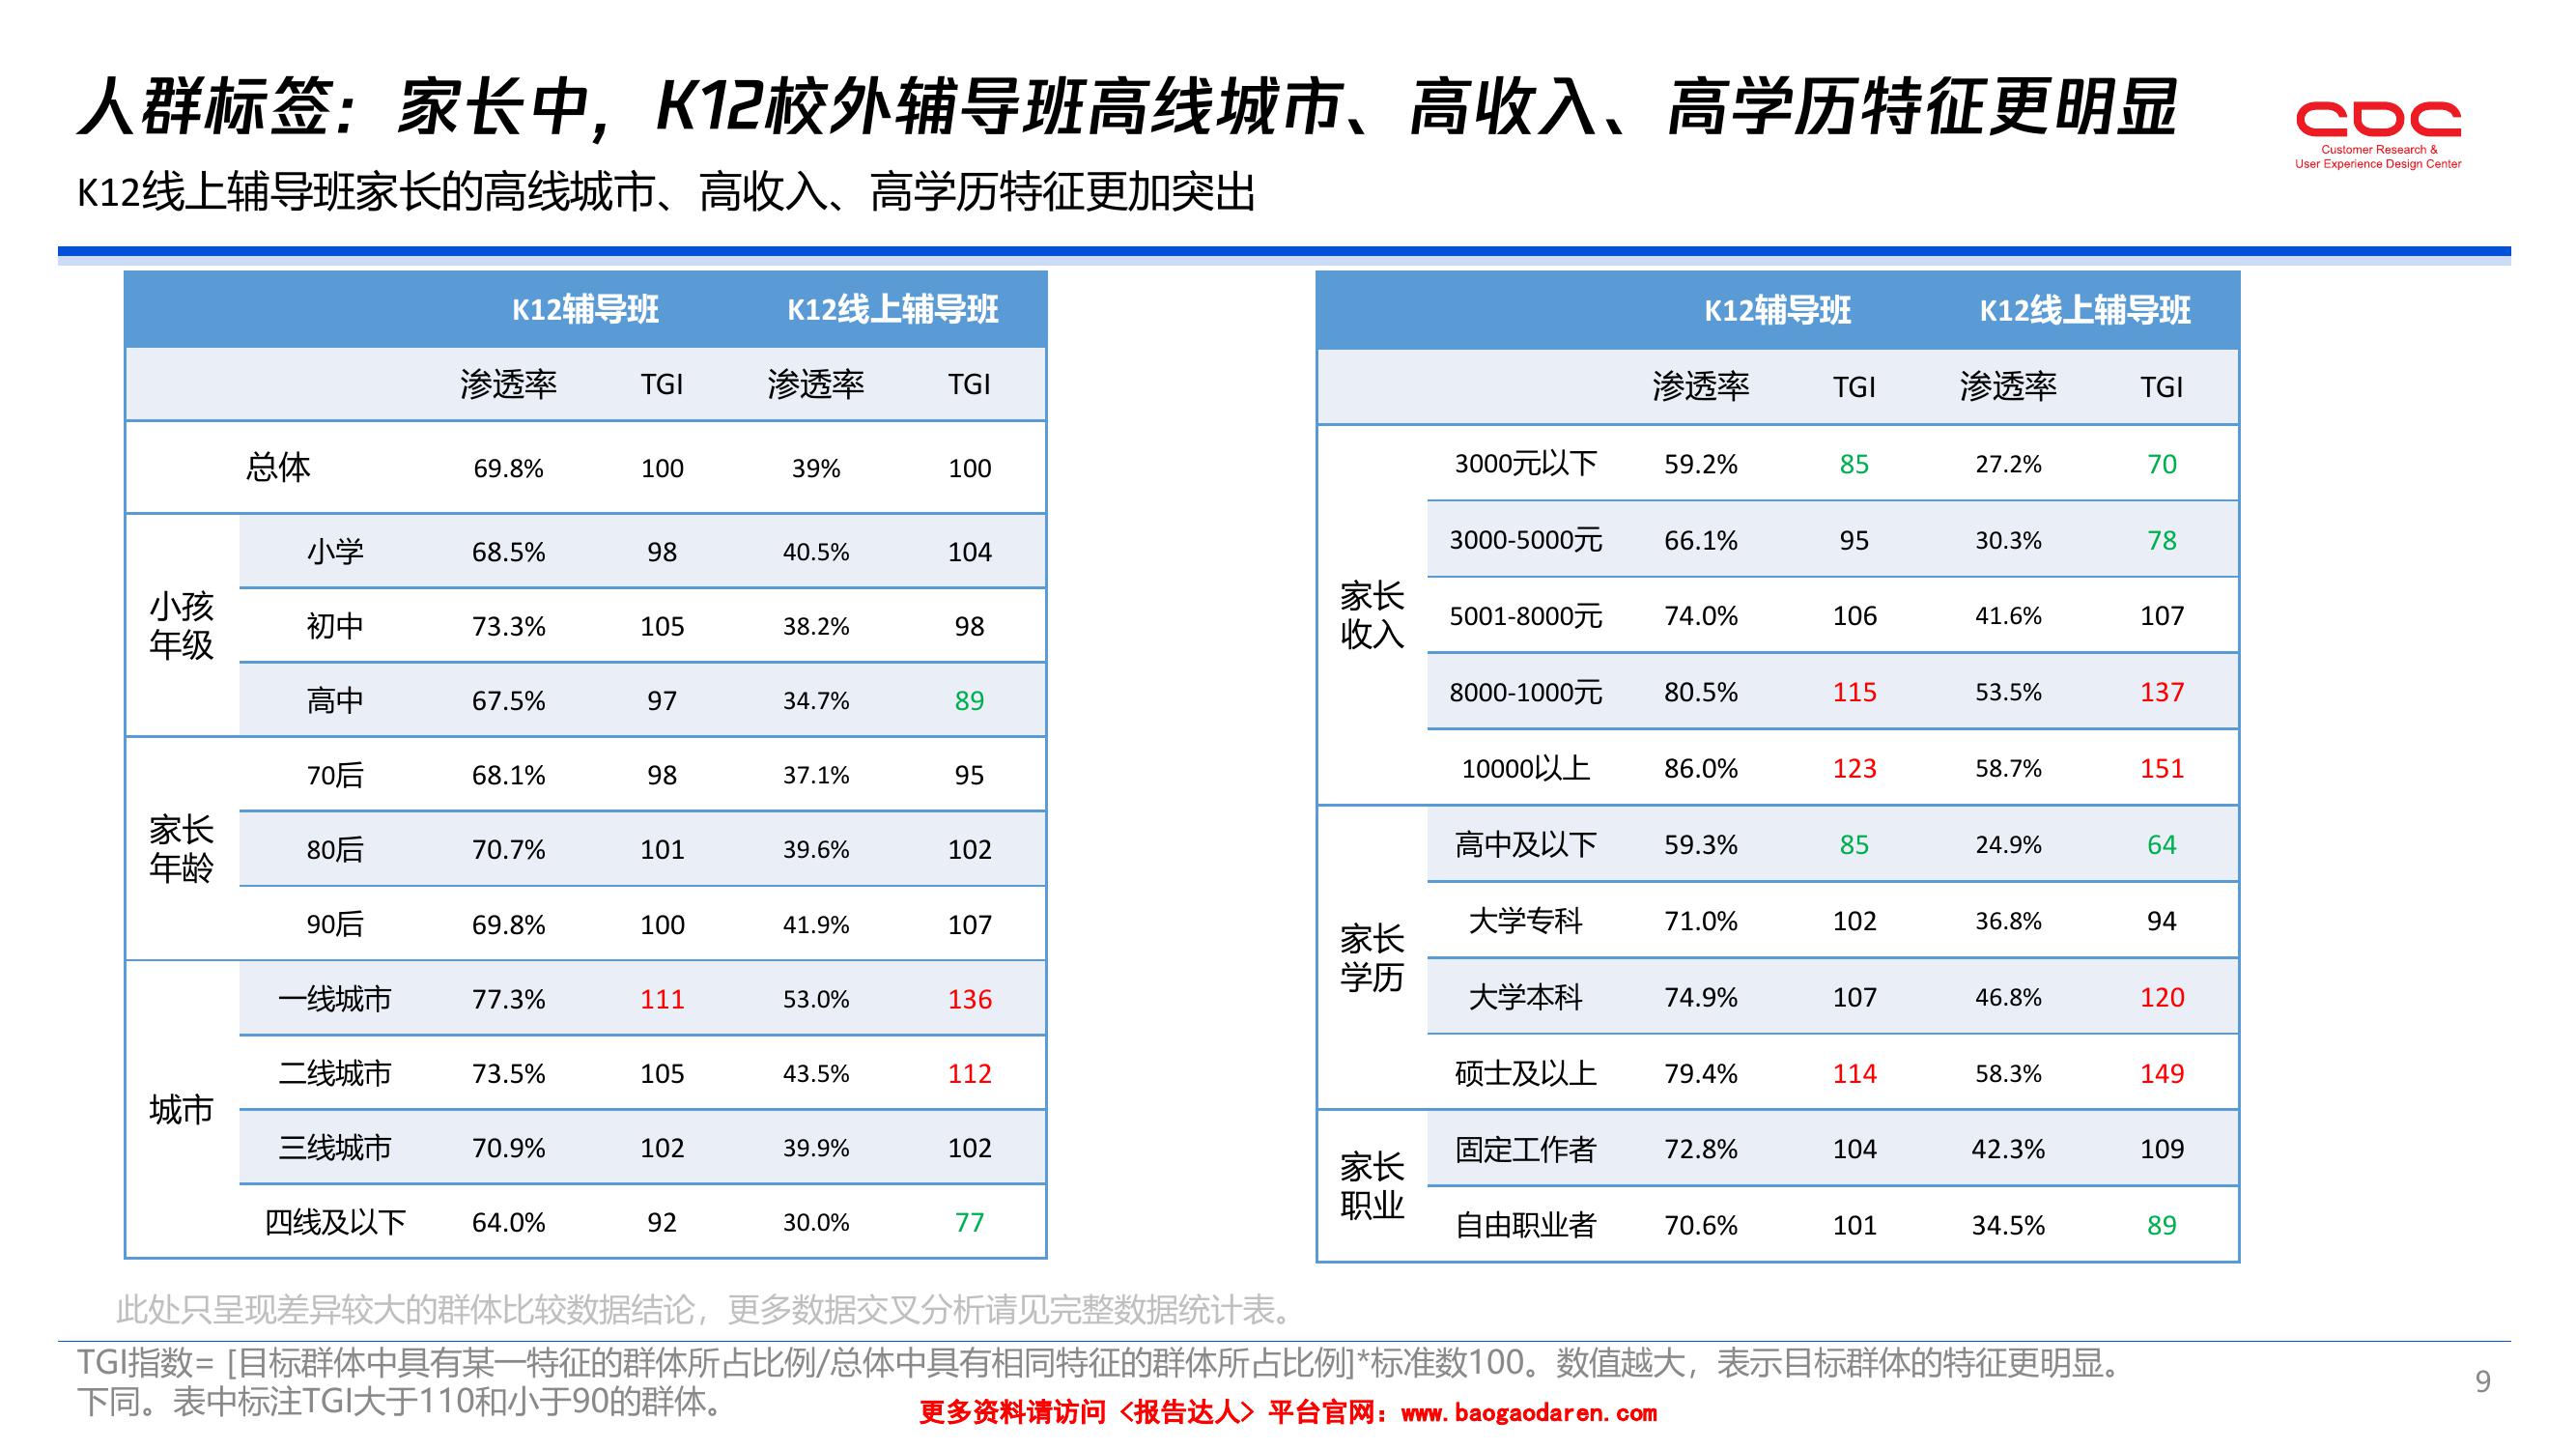 人群标签：家长中，K12校外辅导班高线城市、高收入、高学历特征更明显
K12线上辅导班家长的高线城市、高收入、高学历特征更加突出
CDC
Customer Research &
User Experience Design Center
K12辅导班 K12线上辅导班
渗透率 TGI 渗透率 TGI
总体 69.8% 100 39% 100
小孩年级
小学 68.5% 98 40.5% 104
初中 73.3% 105 38.2% 98
高中 67.5% 97 34.7% 89
家长年龄
70后 68.1% 98 37.1% 95
80后 70.7% 101 39.6% 102
90后 69.8% 100 41.9% 107
城市
一线城市 77.3% 111 53.0% 136
二线城市 73.5% 105 43.5% 112
三线城市 70.9% 102 39.9% 102
四线及以下 64.0% 92 30.0% 77
K12辅导班 K12线上辅导班
渗透率 TGI 渗透率 TGI
家长收入
3000元以下 59.2% 85 27.2% 70
3000-5000元 66.1% 95 30.3% 78
5001-8000元 74.0% 106 41.6% 107
8000-1000元 80.5% 115 53.5% 137
10000以上 86.0% 123 58.7% 151
家长学历
高中及以下 59.3% 85 24.9% 64
大学专科 71.0% 102 36.8% 94
大学本科 74.9% 107 46.8% 120
硕士及以上 79.4% 114 58.3% 149
家长职业
固定工作者 72.8% 104 42.3% 109
自由职业者 70.6% 101 34.5% 89
此处只呈现差异较大的群体比较数据结论，更多数据交叉分析请见完整数据统计表。
TGI指数= [目标群体中具有某一特征的群体所占比例/总体中具有相同特征的群体所占比例]*标准数100。数值越大，表示目标群体的特征更明显。
下同。表中标注TGI大于110和小于90的群体。
更多资料请访问〈报告达人〉平台官网：www.baogaodaren.com
9